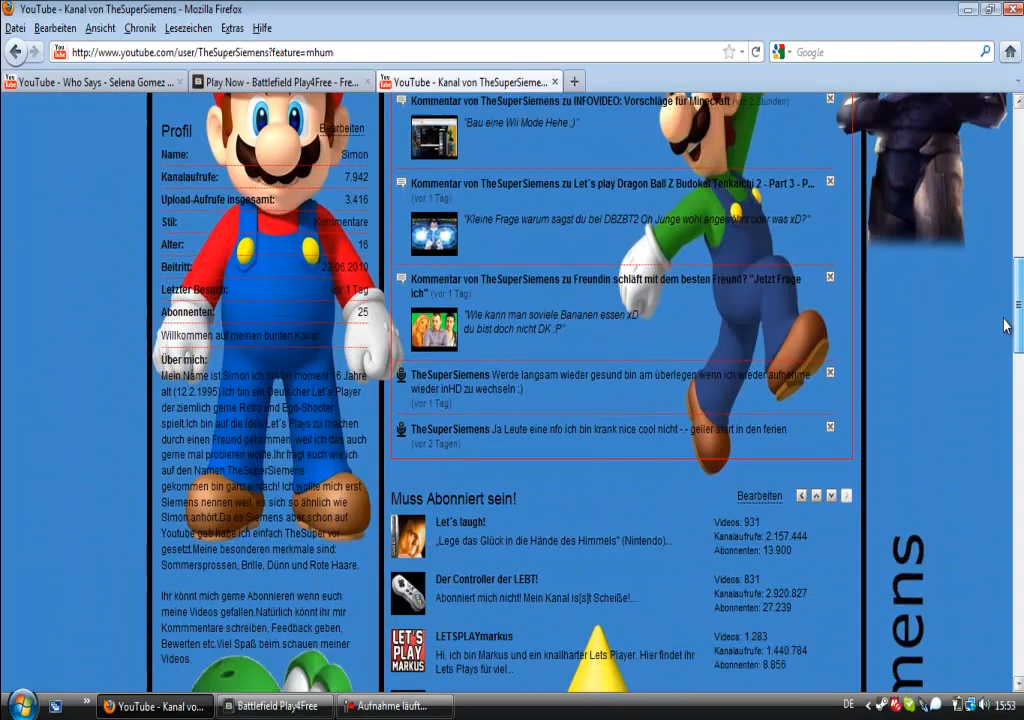 YouTube - Kanal von TheSuperSiemens - Mozilla Firefox
Datei Bearbeiten Ansicht Chronik Lesezeichen Extras Hilfe
http://www.youtube.com/user/TheSuperSiemens?feature=mhum
Google
YouTube - Who Says - Selena Gomez ...
Play Now - Battlefield Play4Free - Fre...
YouTube - Kanal von TheSuperSieme...
Profil
Bearbeiten
Name: Simon
Kanalaufrufe: 7.942
Upload-Aufrufe insgesamt: 3.416
Stil: Kommentare
Alter: 16
Beitritt: 22.06.2010
Letzter Besuch: vor 1 Tag
Abonnenten: 25
Willkommen auf meinen bunten Kanal
Über mich:
Mein Name ist Simon ich bin im moment 16 Jahre
alt (12.2.1995).Ich bin ein Deutscher Let´s Player
der ziemlich gerne Retro und Ego-Shooter
spielt.Ich bin auf die Idee Let´s Plays zu machen
durch einen Freund gekommen, weil ich das auch
gerne mal probieren wollte.Ihr fragt euch wie ich
auf den Namen TheSuperSiemens
gekommen bin ganz einfach! Ich wollte mich erst
Siemens nennen weil, es sich so ähnlich wie
Simon anhört.Da es Siemens aber schon auf
Youtube gab habe ich einfach TheSuper vor
gesetzt.Meine besonderen merkmale sind:
Sommersprossen, Brille, Dünn und Rote Haare.
Ihr könnt mich gerne Abonnieren wenn euch
meine Videos gefallen.Natürlich könnt ihr mir
Kommmentare schreiben, Feedback geben,
Bewerten etc.Viel Spaß beim schauen meiner
Videos.
Kommentar von TheSuperSiemens zu INFOVIDEO: Vorschläge für Minecraft (vor 2 Stunden)
"Bau eine Wii Mode Hehe ;)"
Kommentar von TheSuperSiemens zu Let´s play Dragon Ball Z Budokai Tenkaichi 2 - Part 3 - P...
(vor 1 Tag)
"Kleine Frage warum sagst du bei DBZBT2 Oh Junge wohl angewöhnt oder was xD?"
Kommentar von TheSuperSiemens zu Freundin schläft mit dem besten Freund? "Jetzt Frage
ich" (vor 1 Tag)
"Wie kann man soviele Bananen essen xD
du bist doch nicht DK ;P"
TheSuperSiemens Werde langsam wieder gesund bin am überlegen wenn ich wieder aufnehme
wieder inHD zu wechseln ;)
(vor 1 Tag)
TheSuperSiemens Ja Leute eine nfo ich bin krank nice cool nicht -.- geiler start in den ferien
(vor 2 Tagen)
Muss Abonniert sein!
Bearbeiten
Let´s laugh!
„Lege das Glück in die Hände des Himmels" (Nintendo)...
Videos: 931
Kanalaufrufe: 2.157.444
Abonnenten: 13.900
Der Controller der LEBT!
Abonniert mich nicht! Mein Kanal is[s]t Scheiße!....
Videos: 831
Kanalaufrufe: 2.920.827
Abonnenten: 27.239
LET'S PLAY MARKUS
LETSPLAYmarkus
Hi, ich bin Markus und ein knallharter Lets Player. Hier findet ihr
Lets Plays für viel...
Videos: 1.283
Kanalaufrufe: 1.440.784
Abonnenten: 8.856
mens
YouTube - Kanal vo...
Battlefield Play4Free
Aufnahme läuft...
DE
15:53